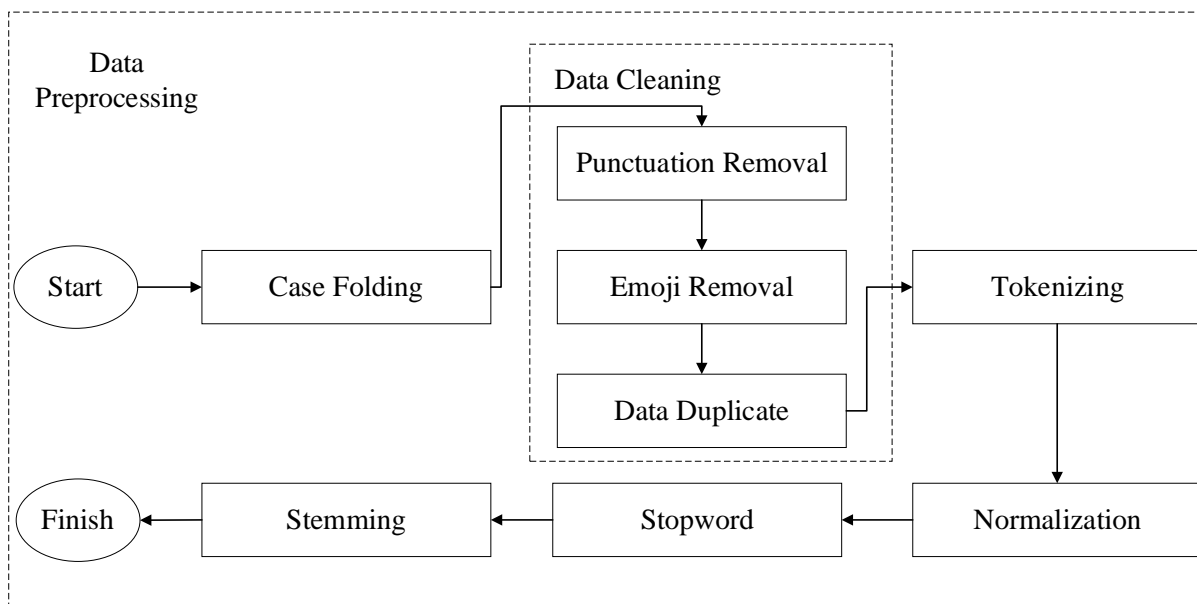 Data
Preprocessing
Data Cleaning
Punctuation Removal
Start
Case Folding
Emoji Removal
Tokenizing
Data Duplicate
Finish
Stemming
Stopword
Normalization